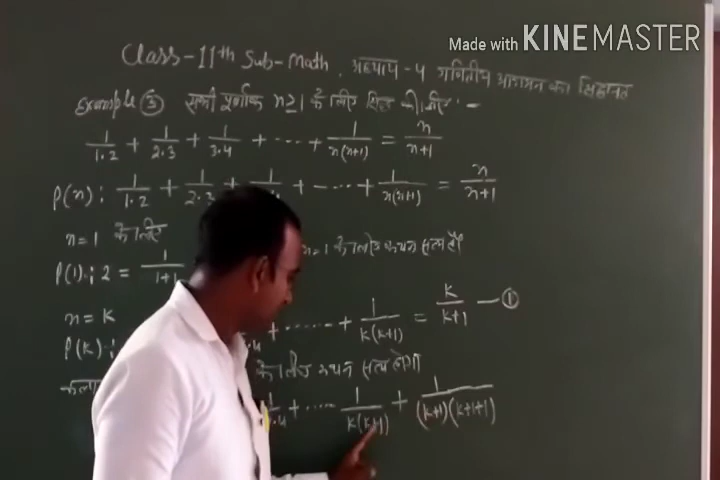 Made with KINEMASTER
Class-11th Sub-Math, अध्याय-4 गणितीय आगमन का सिद्धान्त
Example ③ सभी पूर्णांक n ≥ 1 के लिए सिद्ध कीजिए -
1/1.2 + 1/2.3 + 1/3.4 + ... + 1/n(n+1) = n/n+1
P(n): 1/1.2 + 1/2.3 + ... + 1/n(n+1) = n/n+1
n=1 के लिए
P(1): 2 = 1/1+1 n=1 के लिए कथन सत्य है
n=K
P(K): + ...... + 1/K(K+1) = K/K+1 — ①
के लिए कथन सत्य होगा
+ .... 1/K(K+1) + 1/(K+1)(K+1+1)